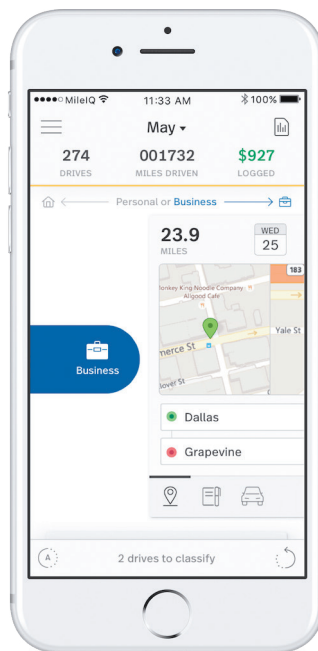 MileIQ 11:33 AM 100%
May
274 001732 $927
DRIVES MILES DRIVEN LOGGED
Personal or Business
23.9 WED
MILES 25
183
onkey King Noodle Company
Allgood Cafe
Yale St
merce St
lover St
Business
Dallas
Grapevine
A 2 drives to classify